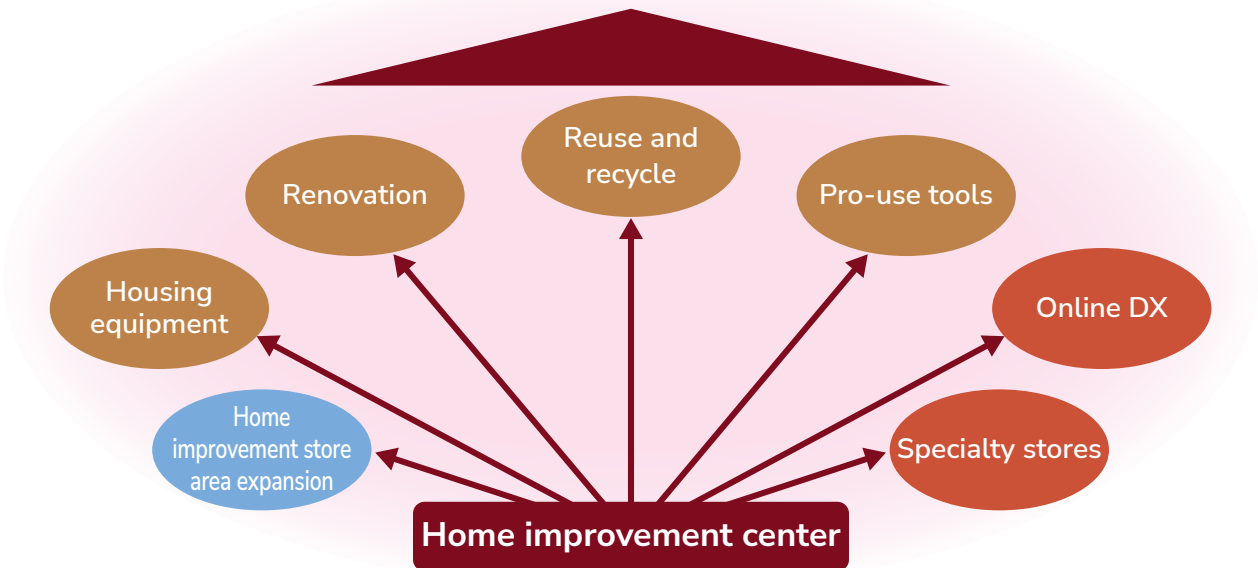 Reuse and
recycle
Renovation
Pro-use tools
Housing
equipment
Online DX
Home
improvement store
area expansion
Specialty stores
Home improvement center